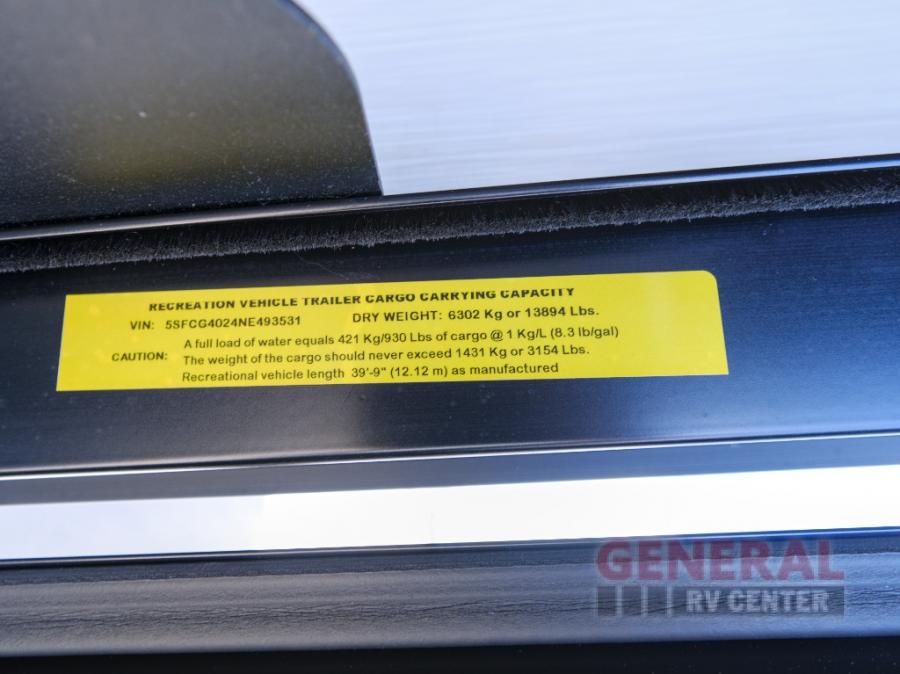 RECREATION VEHICLE TRAILER CARGO CARRYING CAPACITY
VIN: 5SFCG4024NE493531 DRY WEIGHT: 6302 Kg or 13894 Lbs.
A full load of water equals 421 Kg/930 Lbs of cargo @ 1 Kg/L (8.3 lb/gal)
CAUTION: The weight of the cargo should never exceed 1431 Kg or 3154 Lbs.
Recreational vehicle length 39'-9" (12.12 m) as manufactured
GENERAL
RV CENTER